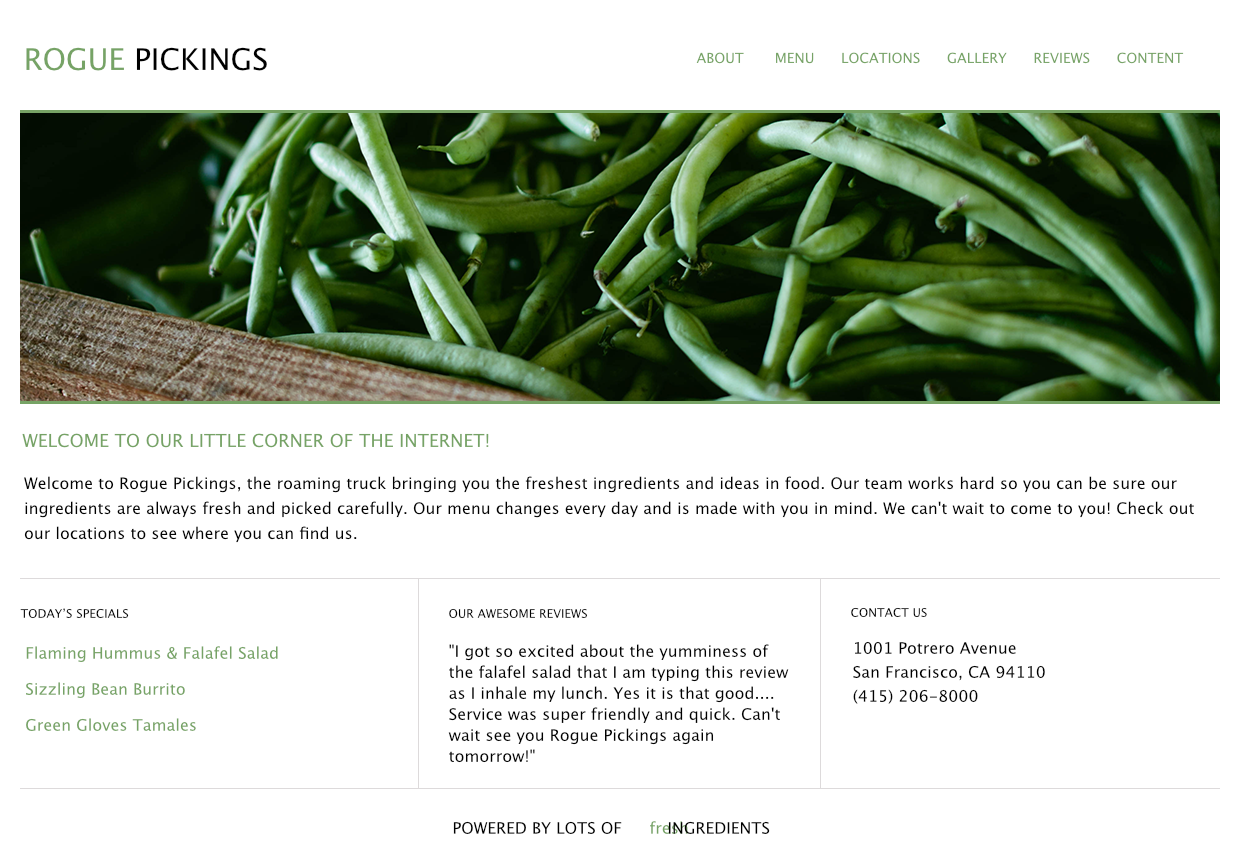 ROGUE PICKINGS
ABOUT MENU LOCATIONS GALLERY REVIEWS CONTENT
WELCOME TO OUR LITTLE CORNER OF THE INTERNET!
Welcome to Rogue Pickings, the roaming truck bringing you the freshest ingredients and ideas in food. Our team works hard so you can be sure our
ingredients are always fresh and picked carefully. Our menu changes every day and is made with you in mind. We can't wait to come to you! Check out
our locations to see where you can find us.
TODAY'S SPECIALS
Flaming Hummus & Falafel Salad
Sizzling Bean Burrito
Green Gloves Tamales
OUR AWESOME REVIEWS
"I got so excited about the yumminess of
the falafel salad that I am typing this review
as I inhale my lunch. Yes it is that good....
Service was super friendly and quick. Can't
wait see you Rogue Pickings again
tomorrow!"
CONTACT US
1001 Potrero Avenue
San Francisco, CA 94110
(415) 206-8000
POWERED BY LOTS OF fresh INGREDIENTS